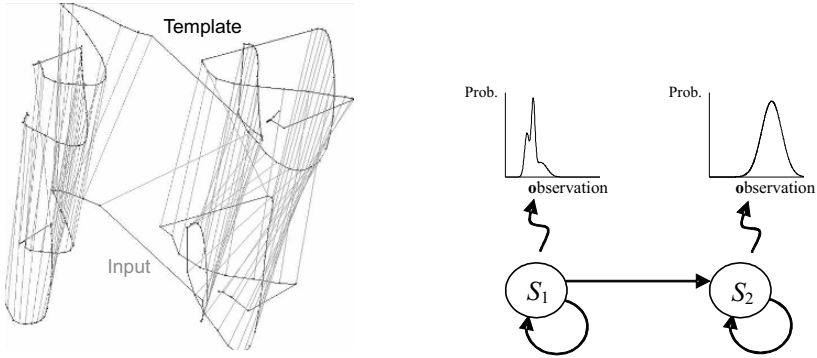 Template
Input
Prob.
observation
S1
Prob.
observation
S2